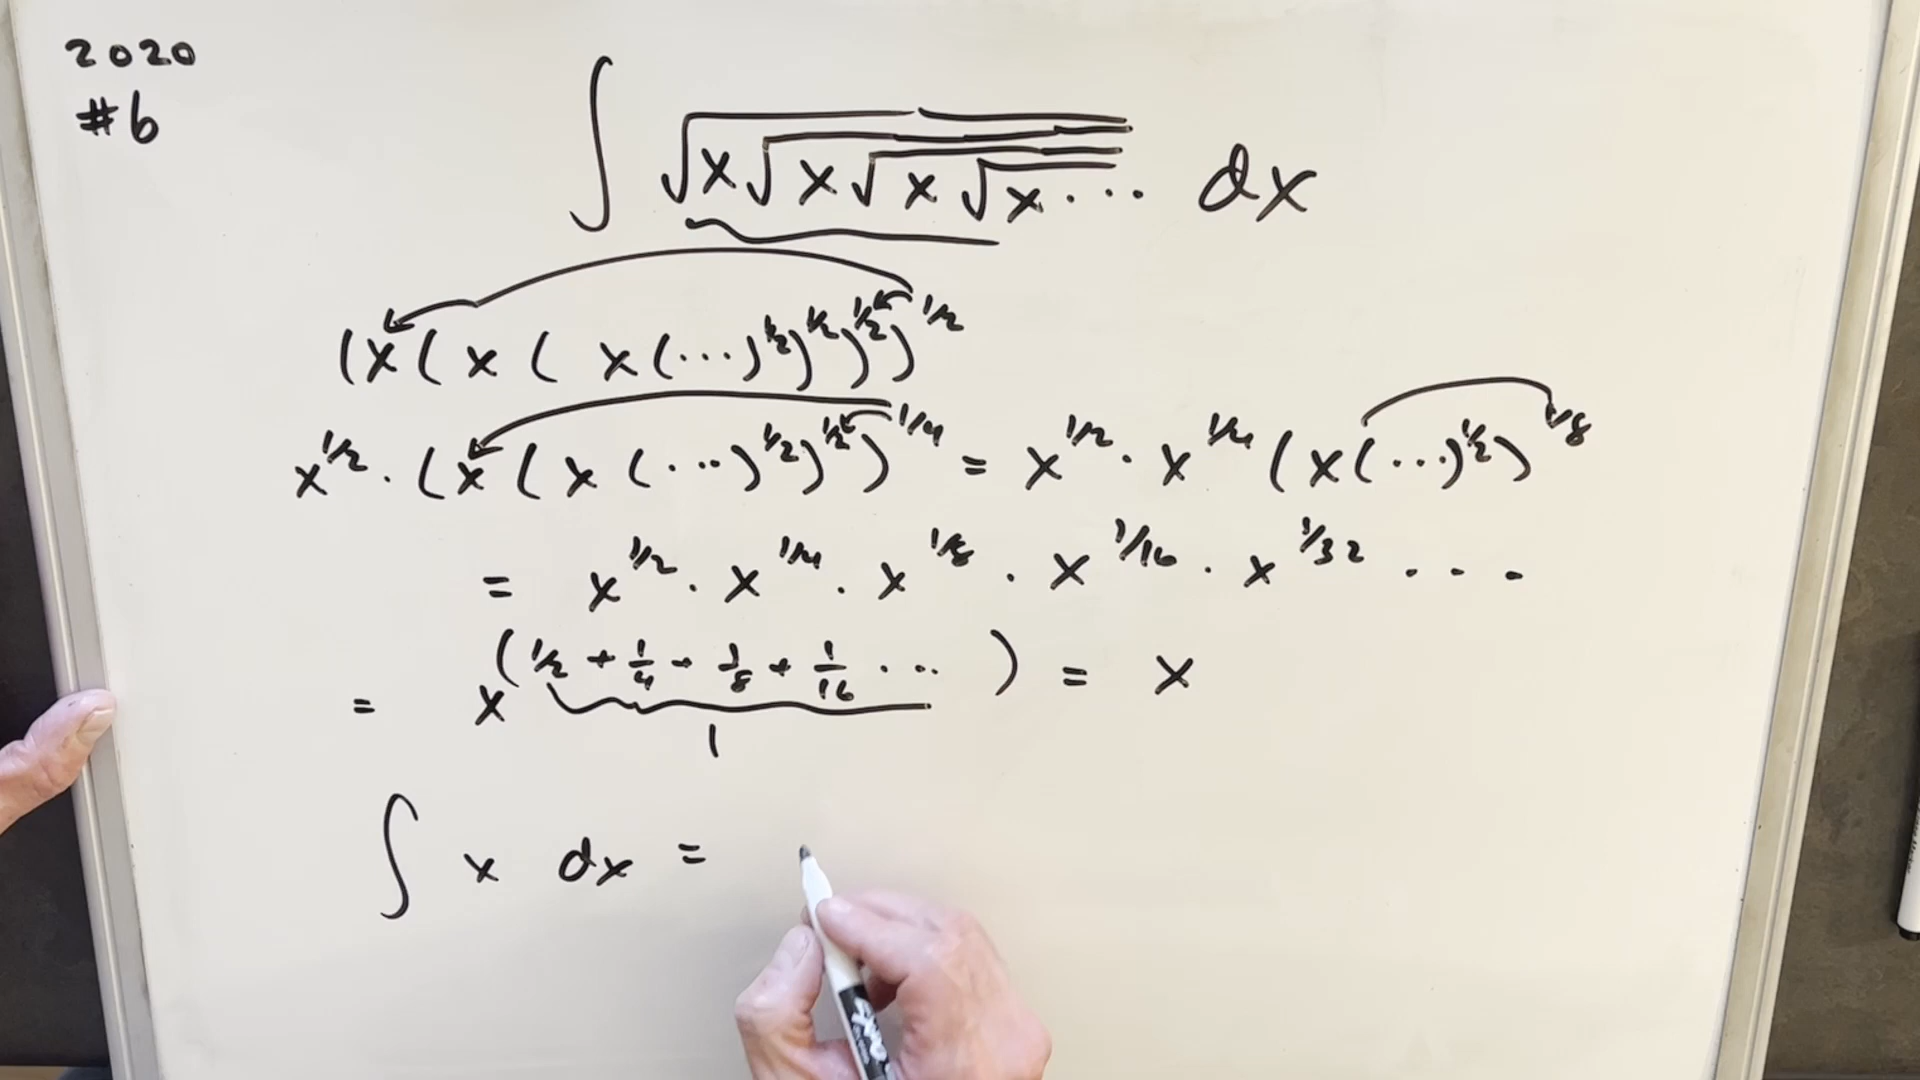 2020
#6
∫ √x√x√x√x... dx
(x(x(x(...)^1/2)^1/2)^1/2)^1/2
x^1/2 · (x(x(...)^1/2)^1/2)^1/4 = x^1/2 · x^1/4 (x(...)^1/2)^1/8
= x^1/2 · x^1/4 · x^1/8 · x^1/16 · x^1/32 ...
= x^(1/2 + 1/4 + 1/8 + 1/16 ...) = x
1
∫ x dx =
EXPO